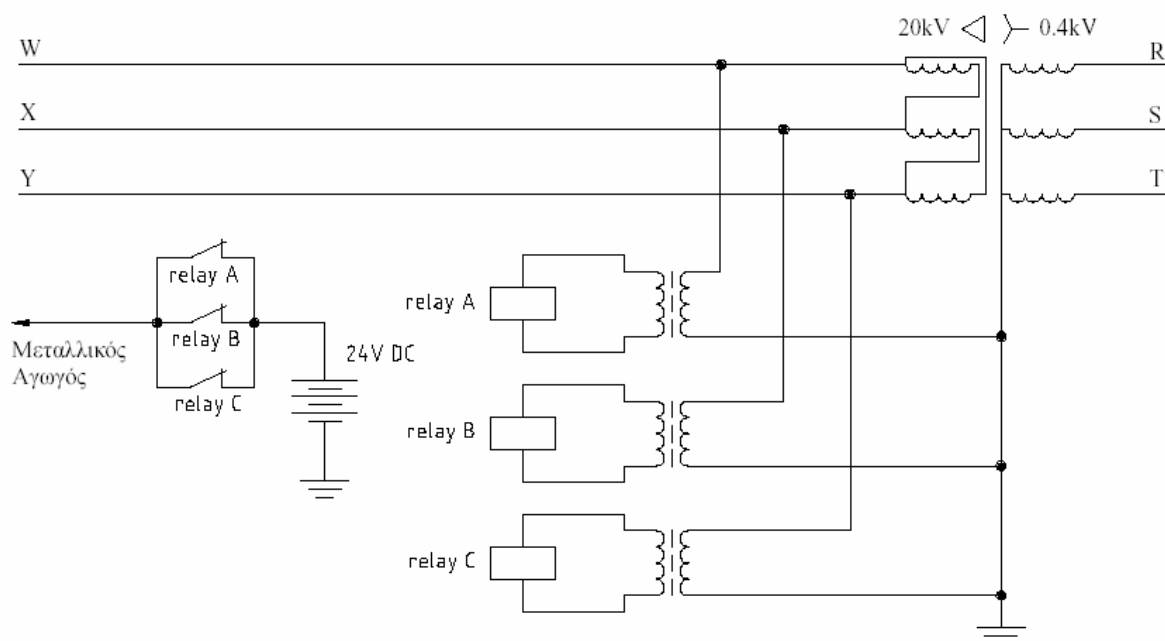 20kV 0.4kV
W
R
X
S
Y
T
relay A
relay B
relay C
Μεταλλικός
Αγωγός
24V DC
relay A
relay B
relay C